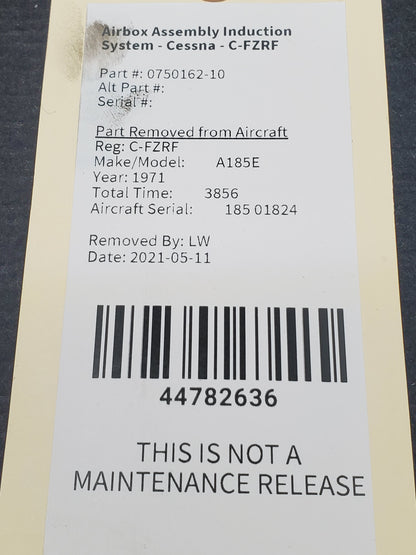 Airbox Assembly Induction
System - Cessna - C-FZRF
Part #: 0750162-10
Alt Part #:
Serial #:
Part Removed from Aircraft
Reg: C-FZRF
Make/Model: A185E
Year: 1971
Total Time: 3856
Aircraft Serial: 185 01824
Removed By: LW
Date: 2021-05-11
44782636
THIS IS NOT A
MAINTENANCE RELEASE